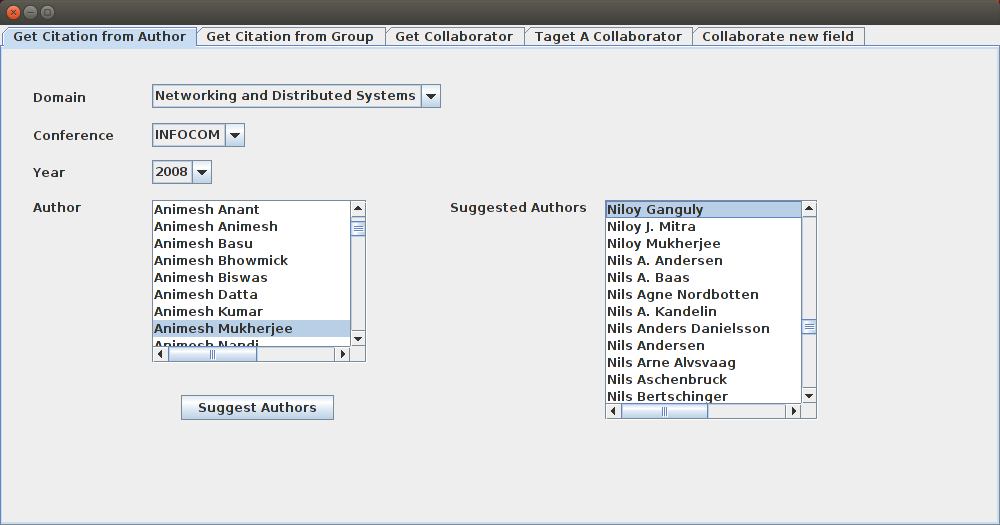 Get Citation from Author Get Citation from Group Get Collaborator Taget A Collaborator Collaborate new field
Domain Networking and Distributed Systems
Conference INFOCOM
Year 2008
Author
Animesh Anant
Animesh Animesh
Animesh Basu
Animesh Bhowmick
Animesh Biswas
Animesh Datta
Animesh Kumar
Animesh Mukherjee
Animesh Nandi
Suggest Authors
Suggested Authors
Niloy Ganguly
Niloy J. Mitra
Niloy Mukherjee
Nils A. Andersen
Nils A. Baas
Nils Agne Nordbotten
Nils A. Kandelin
Nils Anders Danielsson
Nils Andersen
Nils Arne Alvsvaag
Nils Aschenbruck
Nils Bertschinger